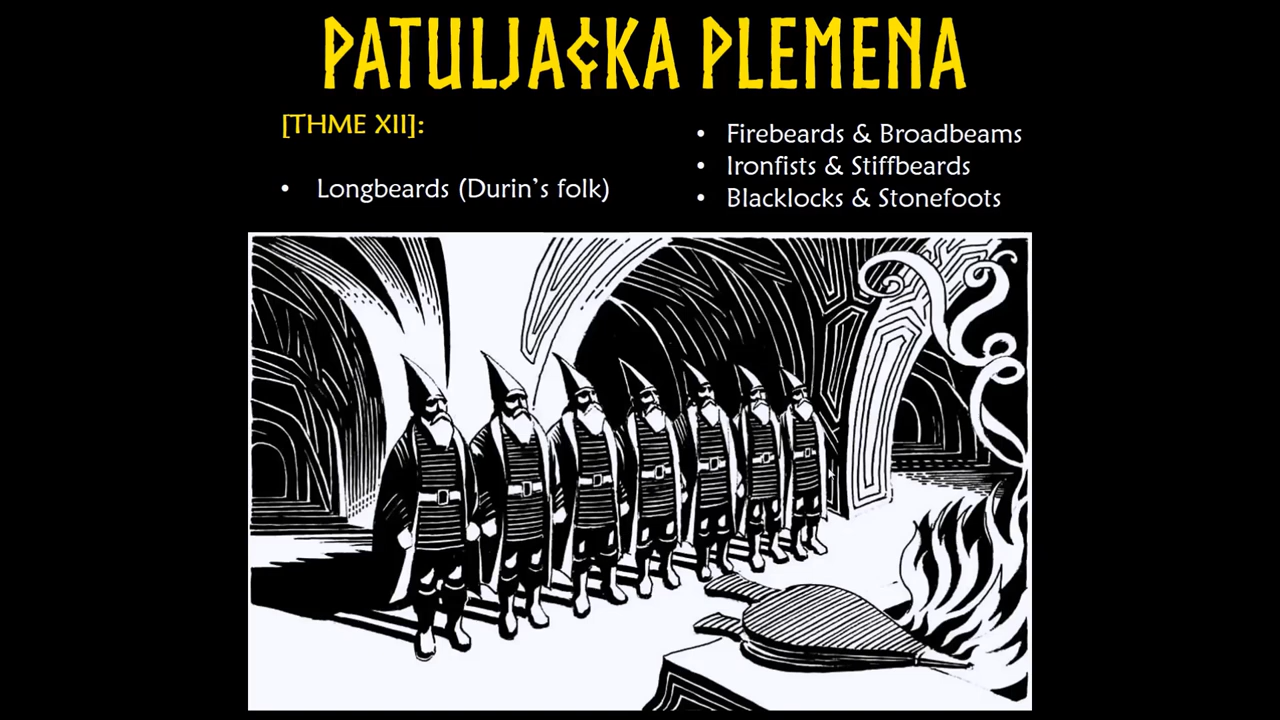 PATULJAČKA PLEMENA
[THME XII]:
• Longbeards (Durin's folk)
• Firebeards & Broadbeams
• Ironfists & Stiffbeards
• Blacklocks & Stonefoots